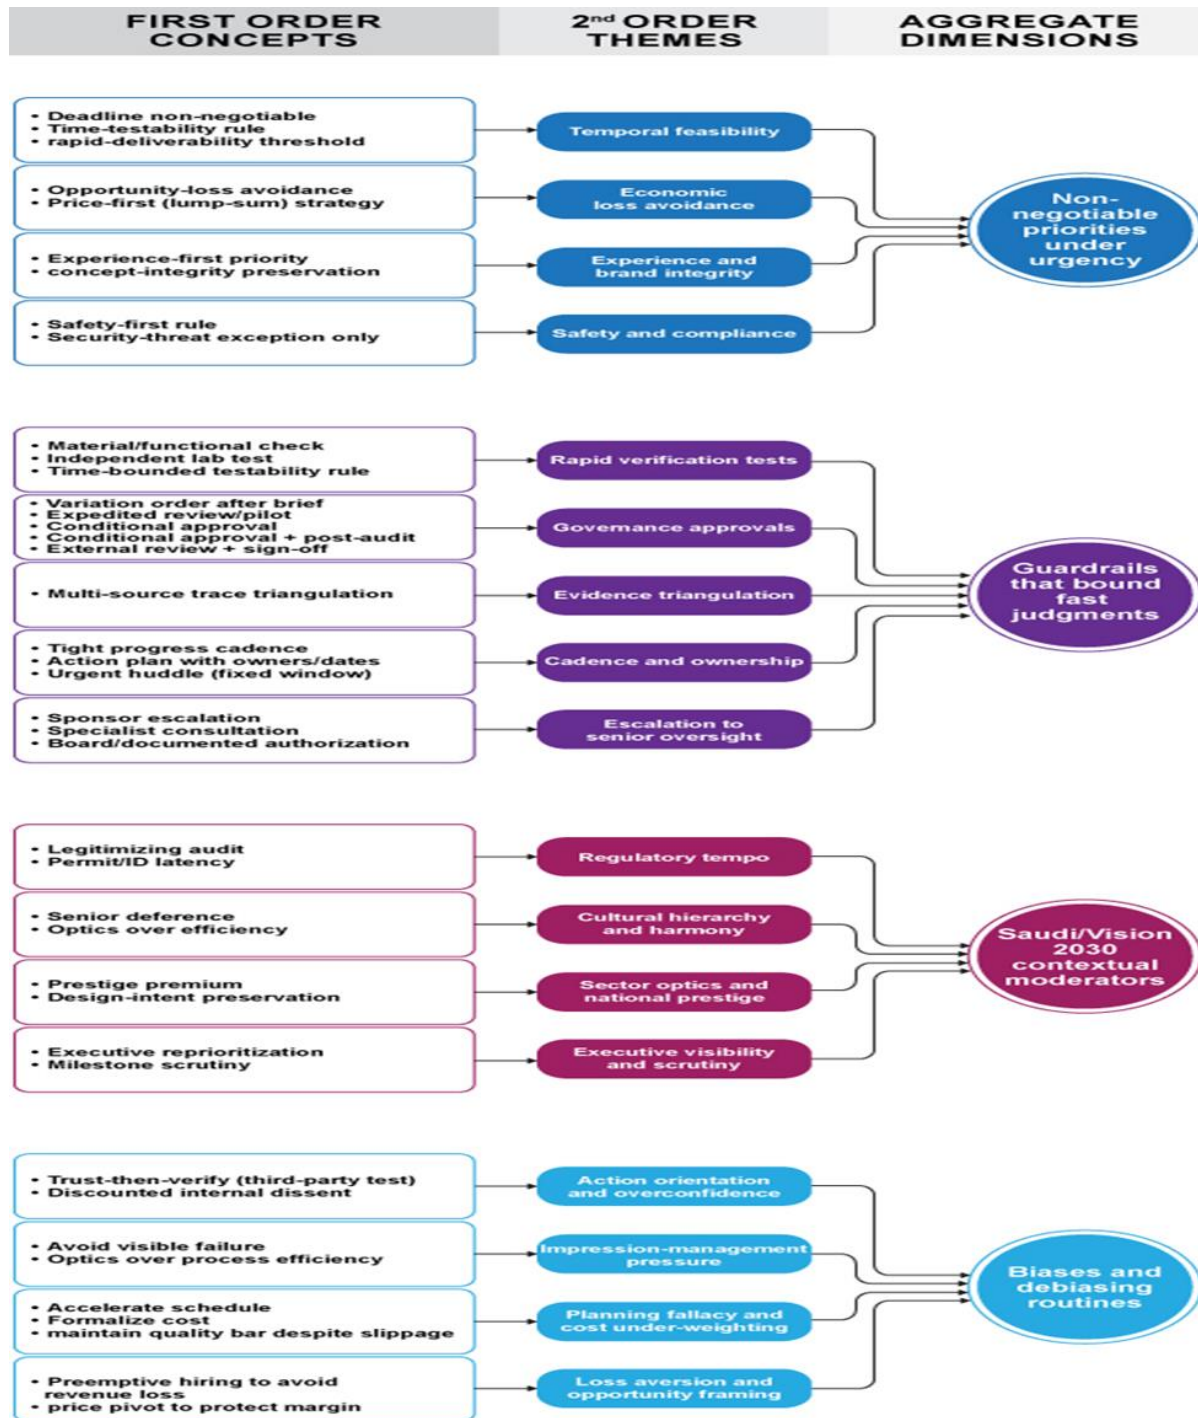 FIRST ORDER
CONCEPTS
2nd ORDER
THEMES
AGGREGATE
DIMENSIONS
• Deadline non-negotiable
• Time-testability rule
• rapid-deliverability threshold
Temporal feasibility
• Opportunity-loss avoidance
• Price-first (lump-sum) strategy
Economic
loss avoidance
• Experience-first priority
• concept-integrity preservation
Experience and
brand integrity
• Safety-first rule
• Security-threat exception only
Safety and compliance
Non-
negotiable
priorities
under
urgency
• Material/functional check
• Independent lab test
• Time-bounded testability rule
Rapid verification tests
• Variation order after brief
• Expedited review/pilot
• Conditional approval
• Conditional approval + post-audit
• External review + sign-off
Governance approvals
• Multi-source trace triangulation
Evidence triangulation
• Tight progress cadence
• Action plan with owners/dates
• Urgent huddle (fixed window)
Cadence and ownership
• Sponsor escalation
• Specialist consultation
• Board/documented authorization
Escalation to
senior oversight
Guardrails
that bound
fast
judgments
• Legitimizing audit
• Permit/ID latency
Regulatory tempo
• Senior deference
• Optics over efficiency
Cultural hierarchy
and harmony
• Prestige premium
• Design-intent preservation
Sector optics and
national prestige
• Executive reprioritization
• Milestone scrutiny
Executive visibility
and scrutiny
Saudi/Vision
2030
contextual
moderators
• Trust-then-verify (third-party test)
• Discounted internal dissent
Action orientation
and overconfidence
• Avoid visible failure
• Optics over process efficiency
Impression-management
pressure
• Accelerate schedule
• Formalize cost
• maintain quality bar despite slippage
Planning fallacy and
cost under-weighting
• Preemptive hiring to avoid
revenue loss
• price pivot to protect margin
Loss aversion and
opportunity framing
Biases and
debiasing
routines